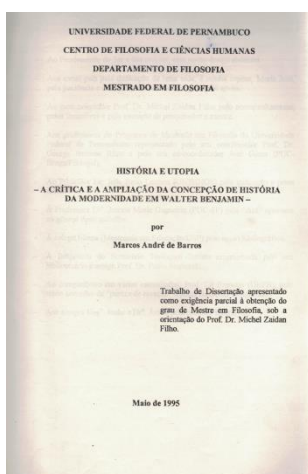 UNIVERSIDADE FEDERAL DE PERNAMBUCO
CENTRO DE FILOSOFIA E CIÊNCIAS HUMANAS
DEPARTAMENTO DE FILOSOFIA
MESTRADO EM FILOSOFIA
HISTÓRIA E UTOPIA
– A CRÍTICA E A AMPLIAÇÃO DA CONCEPÇÃO DE HISTÓRIA
DA MODERNIDADE EM WALTER BENJAMIN –
por
Marcos André de Barros
Trabalho de Dissertação apresentado
como exigência parcial à obtenção do
grau de Mestre em Filosofia, sob a
orientação do Prof. Dr. Michel Zaidan
Filho.
Maio de 1995